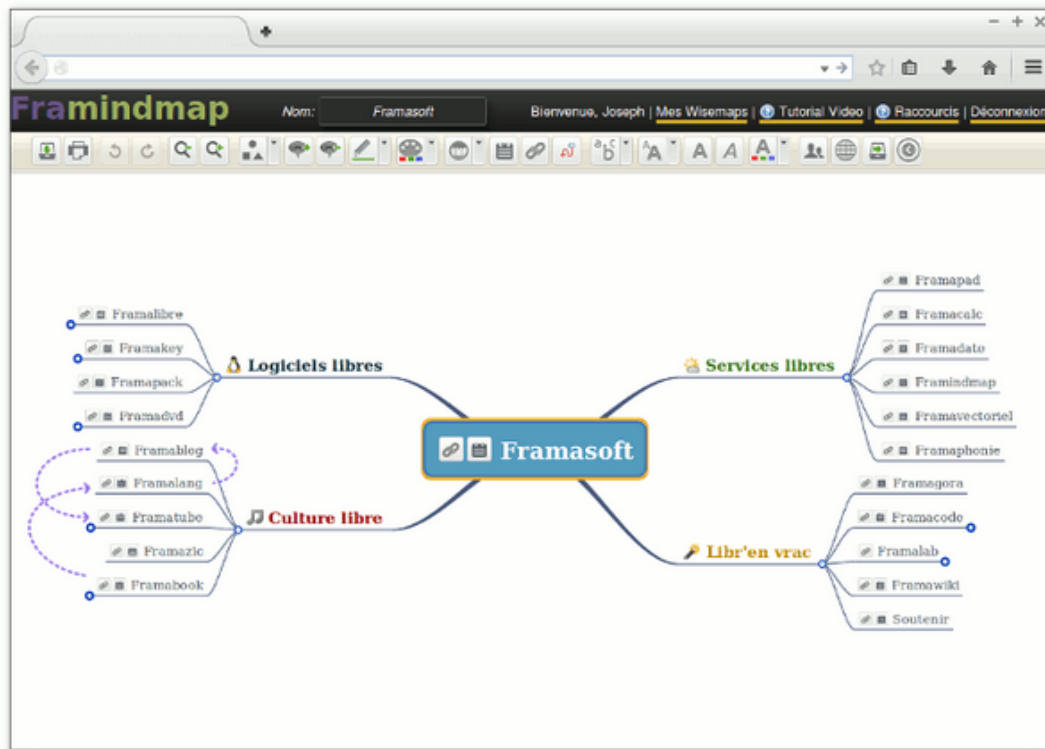 Framindmap
Nom: Framasoft
Bienvenue, Joseph | Mes Wisemaps | Tutorial Video | Raccourcis | Déconnexion
Framalibre
Framakey
Framapack
Framadvd
Logiciels libres
Framablog
Framalang
Framatube
Framazic
Framabook
Culture libre
Framasoft
Services libres
Framapad
Framacalc
Framadate
Framindmap
Framavectoriel
Framaphonie
Libr'en vrac
Framagora
Framacode
Framalab
Framawiki
Soutenir